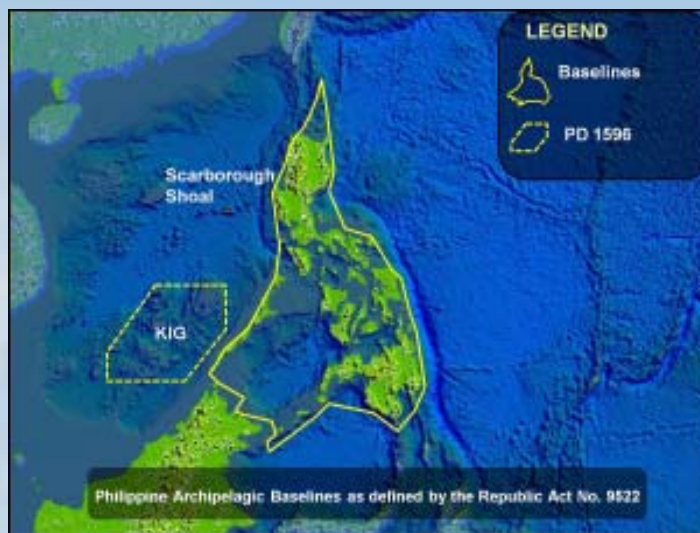 LEGEND
Baselines
PD 1596
Scarborough
Shoal
KIG
Philippine Archipelagic Baselines as defined by the Republic Act No. 9522